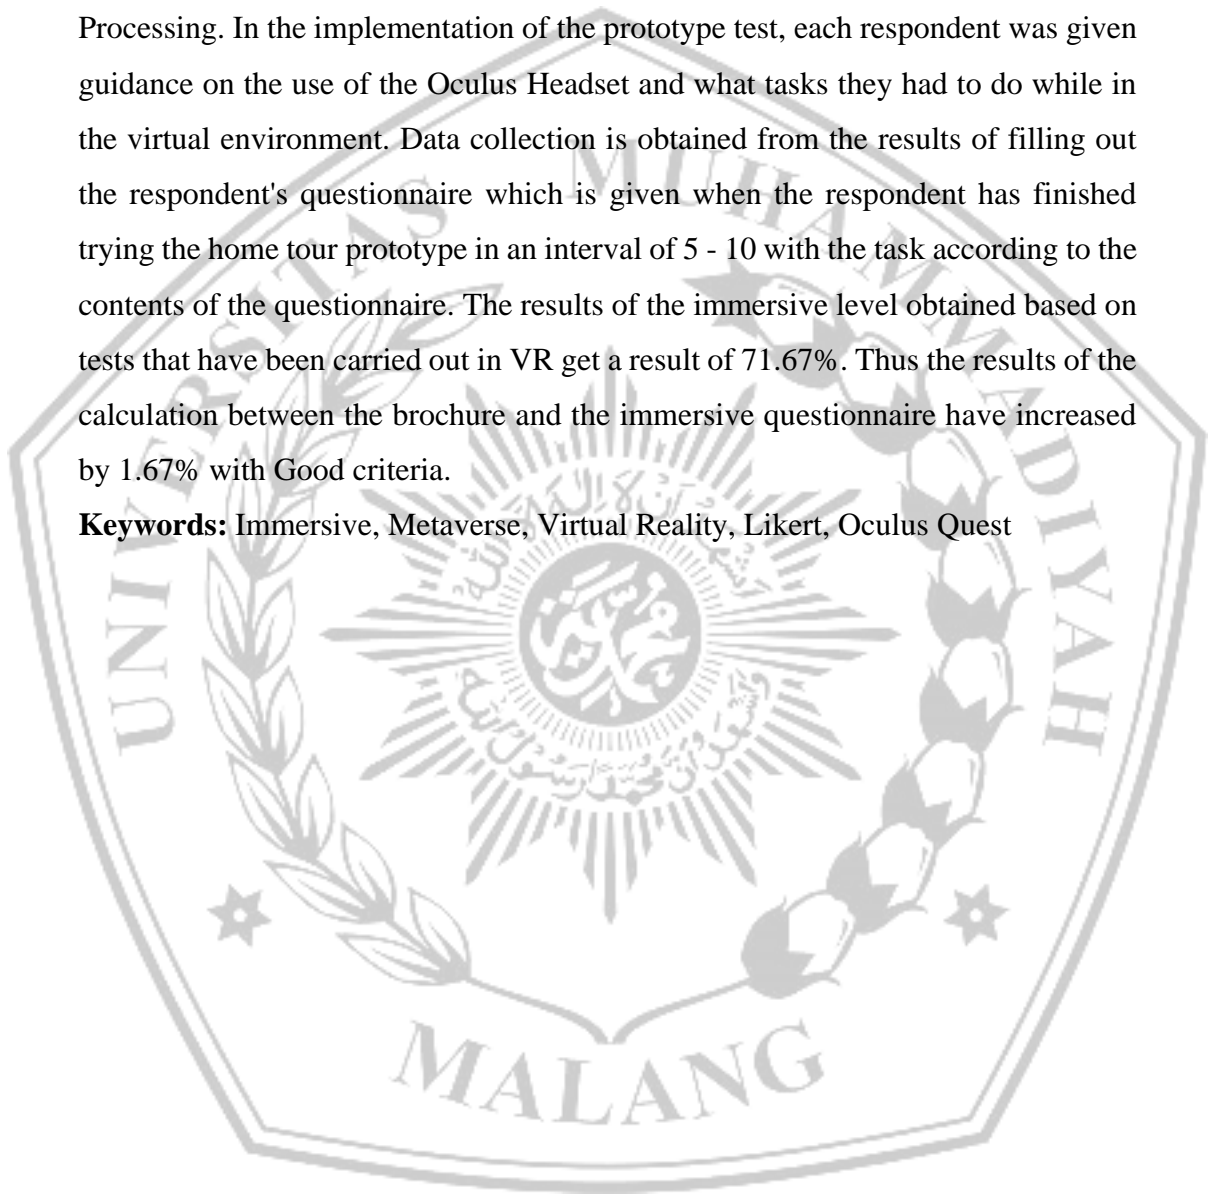 Processing. In the implementation of the prototype test, each respondent was given
guidance on the use of the Oculus Headset and what tasks they had to do while in
the virtual environment. Data collection is obtained from the results of filling out
the respondent's questionnaire which is given when the respondent has finished
trying the home tour prototype in an interval of 5 - 10 with the task according to the
contents of the questionnaire. The results of the immersive level obtained based on
tests that have been carried out in VR get a result of 71.67%. Thus the results of the
calculation between the brochure and the immersive questionnaire have increased
by 1.67% with Good criteria.
Keywords: Immersive, Metaverse, Virtual Reality, Likert, Oculus Quest
UNIVERSITAS MUHAMMADIYAH
MALANG